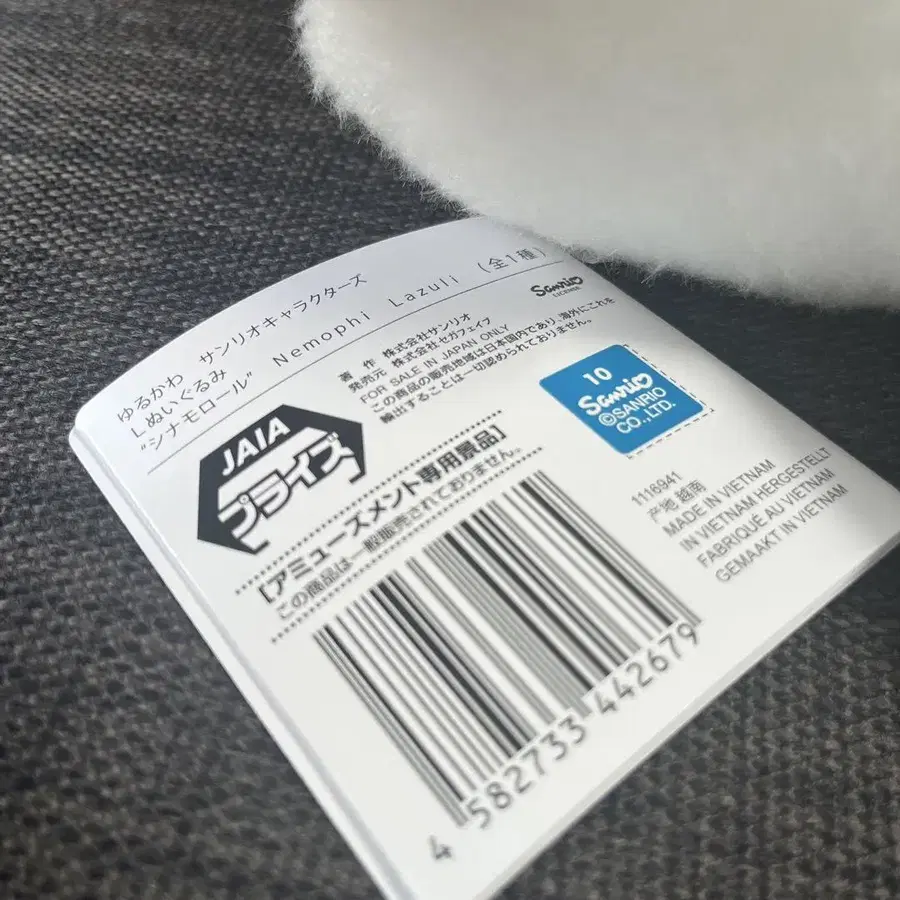 ゆるかわ サンリオキャラクターズ
Lぬいぐるみ
“シナモロール” Nemophi Lazuli (全1種)
著作 株式会社サンリオ
発売元 株式会社セガフェイブ
FOR SALE IN JAPAN ONLY
この商品の販売地域は日本国内であり、海外にこれを
輸出することは一切認められておりません。
Sanrio
LICENSE
10
Sanrio
©SANRIO
CO., LTD.
JAIA
プライズ
[アミューズメント専用景品]
この商品は一般販売されておりません。
1116941
产地 越南
MADE IN VIETNAM
IN VIETNAM HERGESTELLT
FABRIQUÉ AU VIETNAM
GEMAAKT IN VIETNAM
4 582733 442679